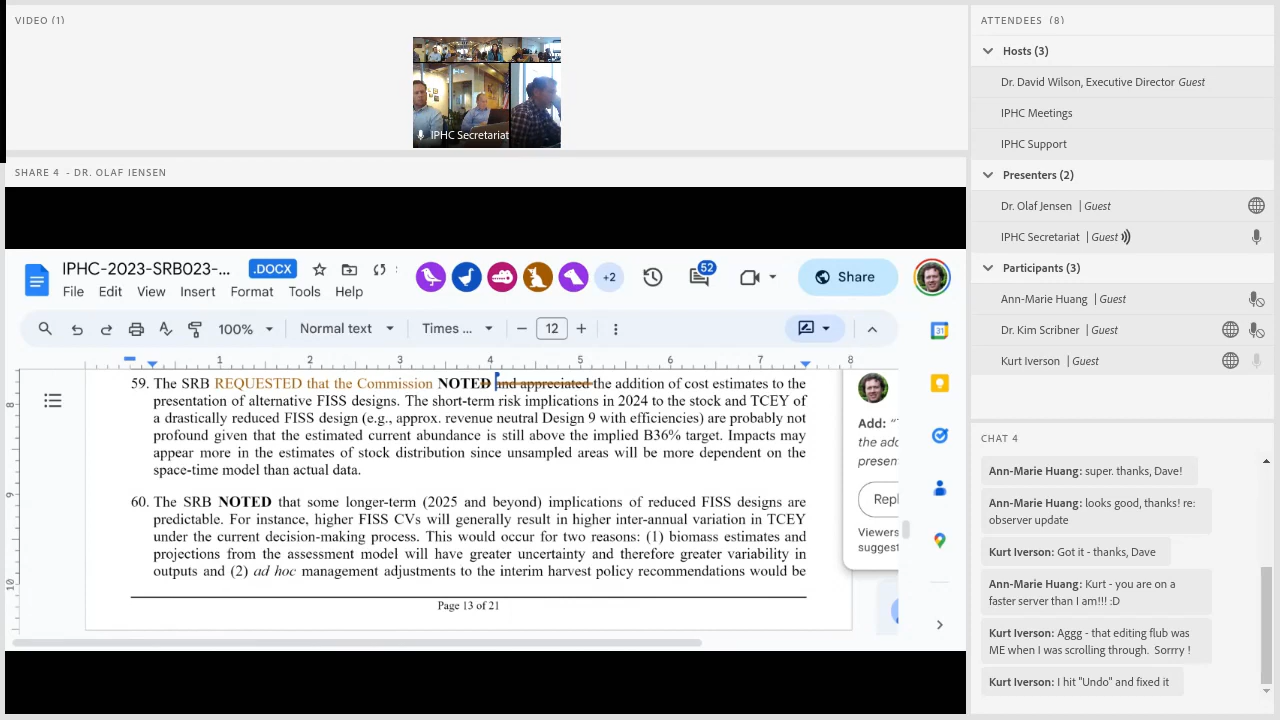 VIDEO (1)
IPHC Secretariat
SHARE 4 - DR. OLAF JENSEN
IPHC-2023-SRB023-...
.DOCX
+2
52
Share
File Edit View Insert Format Tools Help
100%
Normal text
Times ...
12
1 2 3 4 5 6 7 8
8
9
10
59. The SRB REQUESTED that the Commission NOTED and appreciated the addition of cost estimates to the
presentation of alternative FISS designs. The short-term risk implications in 2024 to the stock and TCEY of
a drastically reduced FISS design (e.g., approx. revenue neutral Design 9 with efficiencies) are probably not
profound given that the estimated current abundance is still above the implied B36% target. Impacts may
appear more in the estimates of stock distribution since unsampled areas will be more dependent on the
space-time model than actual data.
60. The SRB NOTED that some longer-term (2025 and beyond) implications of reduced FISS designs are
predictable. For instance, higher FISS CVs will generally result in higher inter-annual variation in TCEY
under the current decision-making process. This would occur for two reasons: (1) biomass estimates and
projections from the assessment model will have greater uncertainty and therefore greater variability in
outputs and (2) ad hoc management adjustments to the interim harvest policy recommendations would be
Page 13 of 21
Add: "
the add
presen
Repl
Viewers
suggest
31
ATTENDEES (8)
Hosts (3)
Dr. David Wilson, Executive Director Guest
IPHC Meetings
IPHC Support
Presenters (2)
Dr. Olaf Jensen | Guest
IPHC Secretariat | Guest
Participants (3)
Ann-Marie Huang | Guest
Dr. Kim Scribner | Guest
Kurt Iverson | Guest
CHAT 4
Ann-Marie Huang: super. thanks, Dave!
Ann-Marie Huang: looks good, thanks! re:
observer update
Kurt Iverson: Got it - thanks, Dave
Ann-Marie Huang: Kurt - you are on a
faster server than I am!!! :D
Kurt Iverson: Aggg - that editing flub was
ME when I was scrolling through. Sorrry !
Kurt Iverson: I hit "Undo" and fixed it